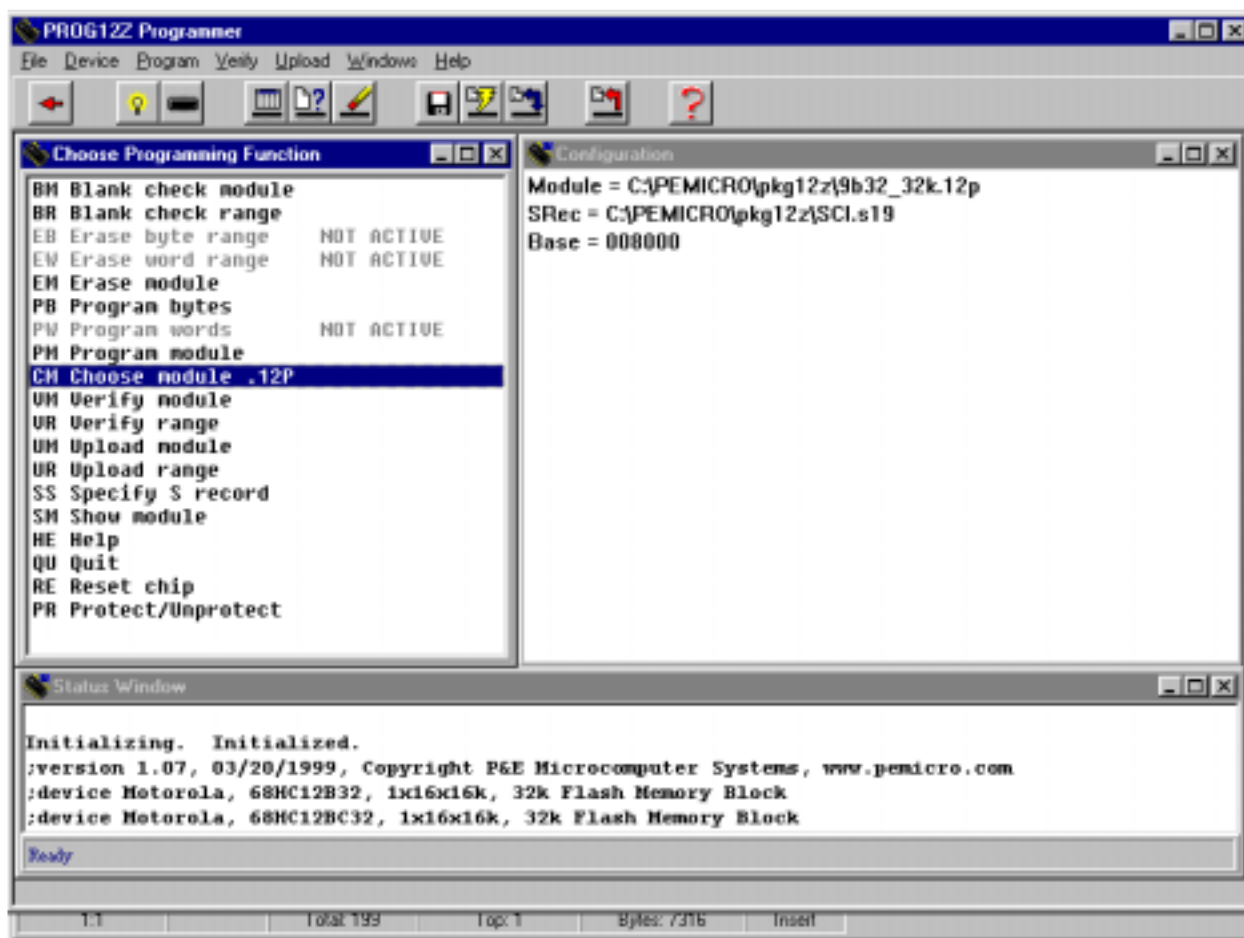 PROG12Z Programmer
File Device Program Verify Upload Windows Help
Choose Programming Function
BM Blank check module
BR Blank check range
EB Erase byte range NOT ACTIVE
EW Erase word range NOT ACTIVE
EM Erase module
PB Program bytes
PW Program words NOT ACTIVE
PM Program module
CM Choose module .12P
VM Verify module
VR Verify range
UM Upload module
UR Upload range
SS Specify S record
SM Show module
HE Help
QU Quit
RE Reset chip
PR Protect/Unprotect
Configuration
Module = C:\PEMICRO\pkg12z\9b32_32k.12p
SRec = C:\PEMICRO\pkg12z\SCI.s19
Base = 008000
Status Window
Initializing. Initialized.
;version 1.07, 03/20/1999, Copyright P&E Microcomputer Systems, www.pemicro.com
;device Motorola, 68HC12B32, 1x16x16k, 32k Flash Memory Block
;device Motorola, 68HC12BC32, 1x16x16k, 32k Flash Memory Block
Ready
1:1 Total: 199 Top: 1 Bytes: 7316 Insert